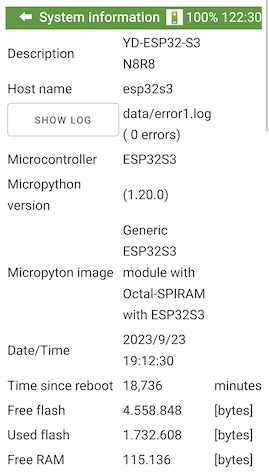 System information 100% 122:30
Description YD-ESP32-S3
N8R8
Host name esp32s3
SHOW LOG data/error1.log
( 0 errors)
Microcontroller ESP32S3
Micropython
version (1.20.0)
Generic
ESP32S3
Micropyton image module with
Octal-SPIRAM
with ESP32S3
Date/Time 2023/9/23
19:12:30
Time since reboot 18,736 minutes
Free flash 4.558.848 [bytes]
Used flash 1.732.608 [bytes]
Free RAM 115.136 [bytes]